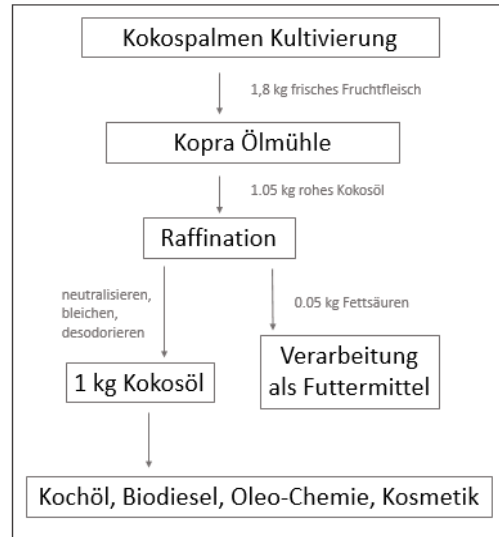 Kokospalmen Kultivierung
1,8 kg frisches Fruchtfleisch
Kopra Ölmühle
1.05 kg rohes Kokosöl
Raffination
neutralisieren,
bleichen,
desodorieren
0.05 kg Fettsäuren
1 kg Kokosöl
Verarbeitung
als Futtermittel
Kochöl, Biodiesel, Oleo-Chemie, Kosmetik